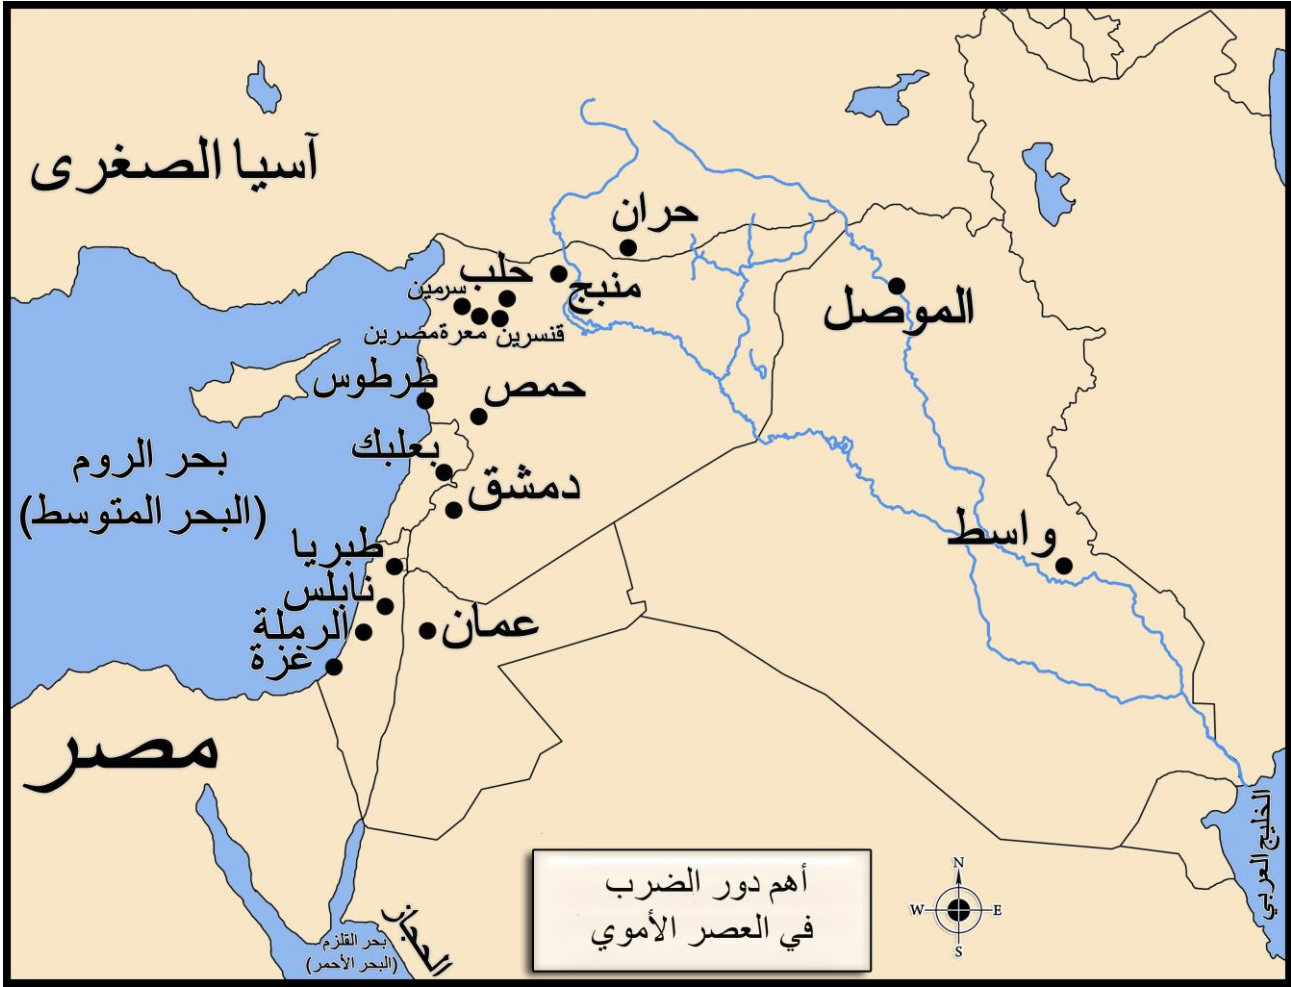 آسيا الصغرى
حران
حلب
منبج
سرمين
الموصل
معرة مصرين
قنسرين
طرطوس
حمص
بعلبك
بحر الروم
(البحر المتوسط)
دمشق
واسط
طبريا
نابلس
الرملة
عمان
غزة
مصر
الخليج العربي
أهم دور الضرب
في العصر الأموي
N
W
E
S
الحجاز
بحر القلزم
(البحر الأحمر)